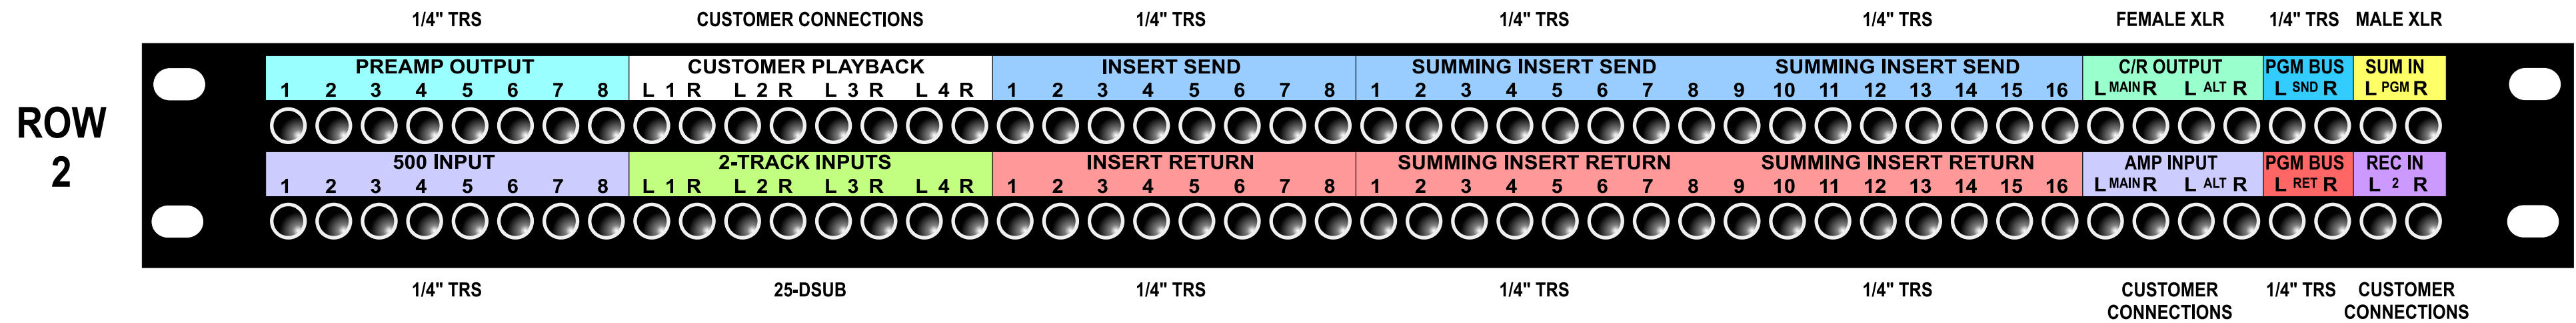 1/4" TRS CUSTOMER CONNECTIONS 1/4" TRS 1/4" TRS 1/4" TRS FEMALE XLR 1/4" TRS MALE XLR
PREAMP OUTPUT CUSTOMER PLAYBACK INSERT SEND SUMMING INSERT SEND SUMMING INSERT SEND C/R OUTPUT PGM BUS SUM IN
1 2 3 4 5 6 7 8 L 1 R L 2 R L 3 R L 4 R 1 2 3 4 5 6 7 8 1 2 3 4 5 6 7 8 9 10 11 12 13 14 15 16 L MAIN R L ALT R L SND R L PGM R
ROW
2
500 INPUT 2-TRACK INPUTS INSERT RETURN SUMMING INSERT RETURN SUMMING INSERT RETURN AMP INPUT PGM BUS REC IN
1 2 3 4 5 6 7 8 L 1 R L 2 R L 3 R L 4 R 1 2 3 4 5 6 7 8 1 2 3 4 5 6 7 8 9 10 11 12 13 14 15 16 L MAIN R L ALT R L RET R L 2 R
1/4" TRS 25-DSUB 1/4" TRS 1/4" TRS 1/4" TRS CUSTOMER 1/4" TRS CUSTOMER
CONNECTIONS CONNECTIONS